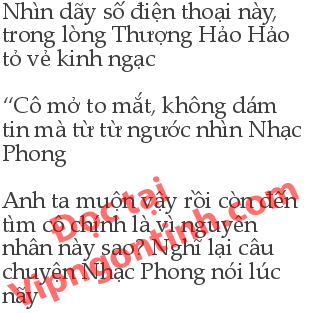 Nhìn dãy số điện thoại này,
trong lòng Thượng Hảo Hảo
tỏ vẻ kinh ngạc
“Cô mở to mắt, không dám
tin mà từ từ ngước nhìn Nhạc
Phong
Anh ta muộn vậy rồi còn đến
tìm cô chính là vì nguyên
nhân này sao? Nghĩ lại câu
chuyện Nhạc Phong nói lúc
nãy
Đọc tại
Vipngontinh.com